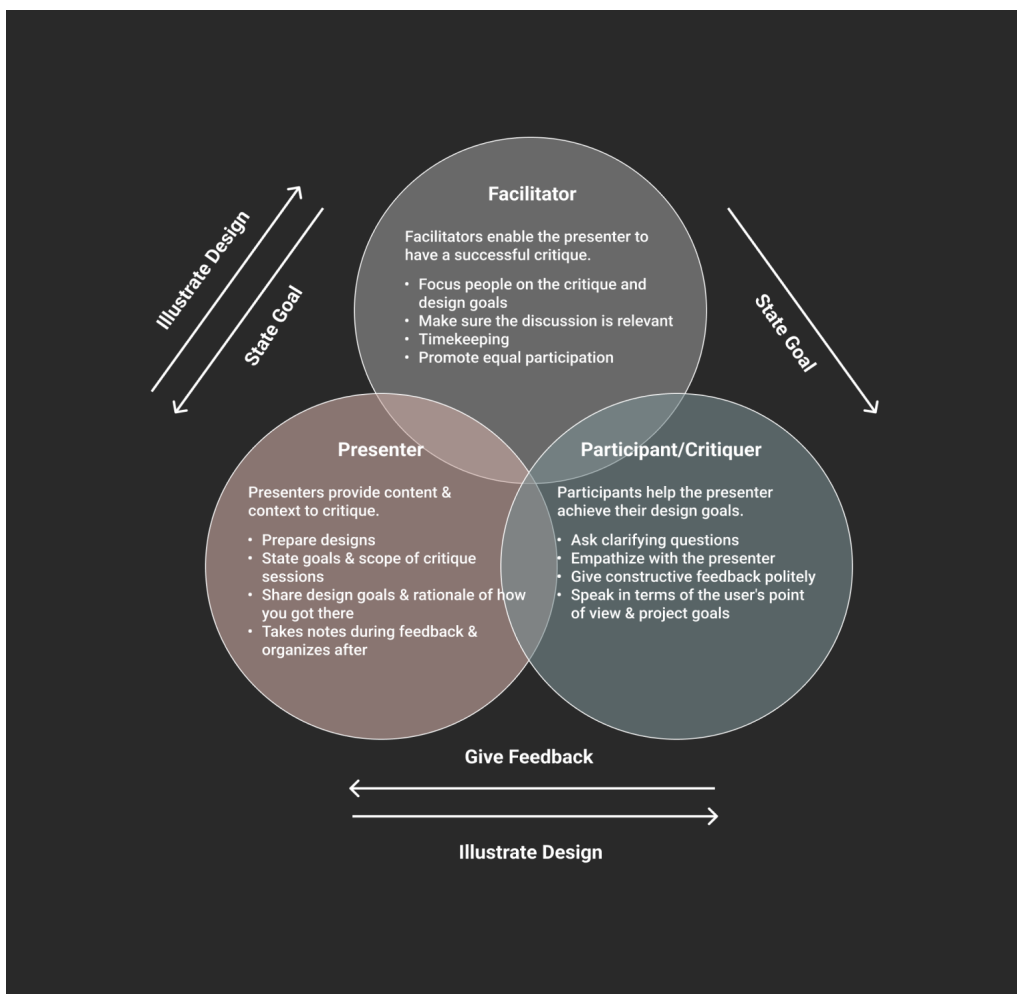 Facilitator
Facilitators enable the presenter to
have a successful critique.
• Focus people on the critique and
design goals
• Make sure the discussion is relevant
• Timekeeping
• Promote equal participation
Illustrate Design
State Goal
State Goal
Presenter
Presenters provide content &
context to critique.
• Prepare designs
• State goals & scope of critique
sessions
• Share design goals & rationale of how
you got there
• Takes notes during feedback &
organizes after
Participant/Critiquer
Participants help the presenter
achieve their design goals.
• Ask clarifying questions
• Empathize with the presenter
• Give constructive feedback politely
• Speak in terms of the user's point
of view & project goals
Give Feedback
Illustrate Design